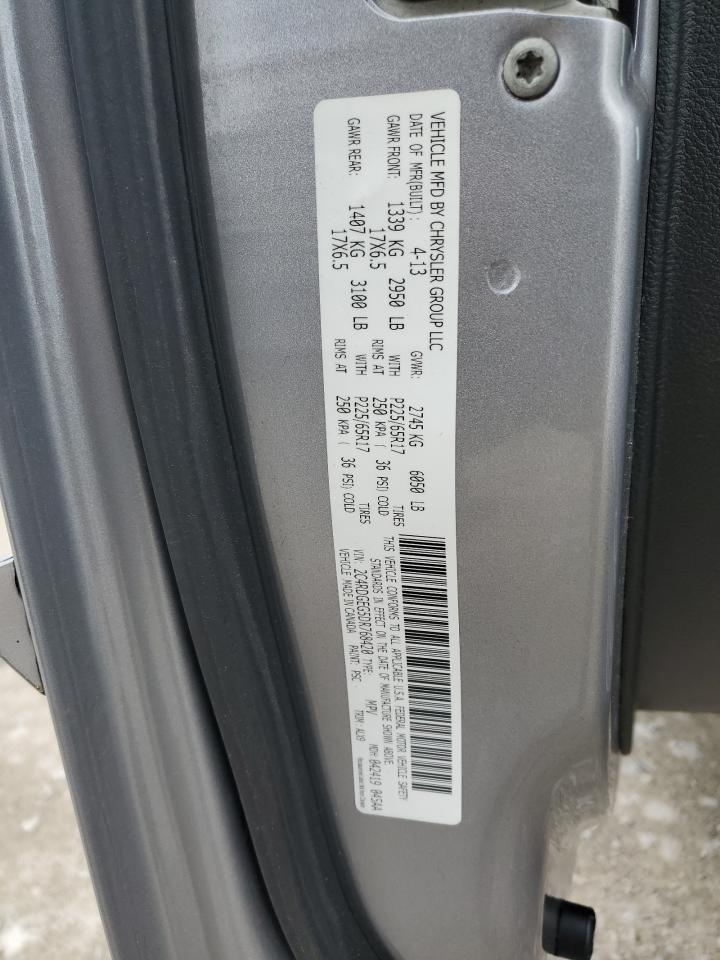 VEHICLE MFD BY CHRYSLER GROUP LLC
DATE OF MFR(BUILT): 4-13 GVWR: 2745 KG 6050 LB
GAWR FRONT: 1339 KG 2950 LB WITH P225/65R17 TIRES
17X6.5 RIMS AT 250 KPA ( 36 PSI) COLD
GAWR REAR: 1407 KG 3100 LB WITH P225/65R17 TIRES
17X6.5 RIMS AT 250 KPA ( 36 PSI) COLD
THIS VEHICLE CONFORMS TO ALL APPLICABLE U.S.A. FEDERAL MOTOR VEHICLE SAFETY
STANDARDS IN EFFECT ON THE DATE OF MANUFACTURE SHOWN ABOVE.
VIN: 2C4RDGEG5DR768420 TYPE: MPV MDH: 042419 045AA
VEHICLE MADE IN CANADA PAINT: PSC TRIM: ALX9